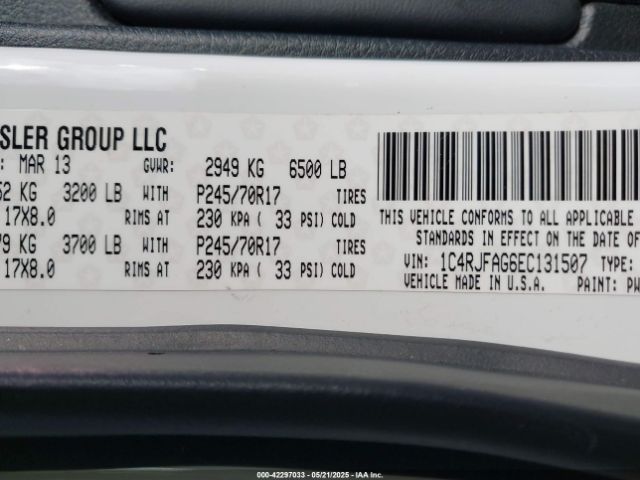 SLER GROUP LLC
: MAR 13 GVWR: 2949 KG 6500 LB
52 KG 3200 LB WITH P245/70R17 TIRES
17X8.0 RIMS AT 230 KPA ( 33 PSI) COLD
79 KG 3700 LB WITH P245/70R17 TIRES
17X8.0 RIMS AT 230 KPA ( 33 PSI) COLD
THIS VEHICLE CONFORMS TO ALL APPLICABLE
STANDARDS IN EFFECT ON THE DATE OF
VIN: 1C4RJFAG6EC131507 TYPE:
VEHICLE MADE IN U.S.A. PAINT: PW
000-42297033 — 05/21/2025 — IAA Inc.